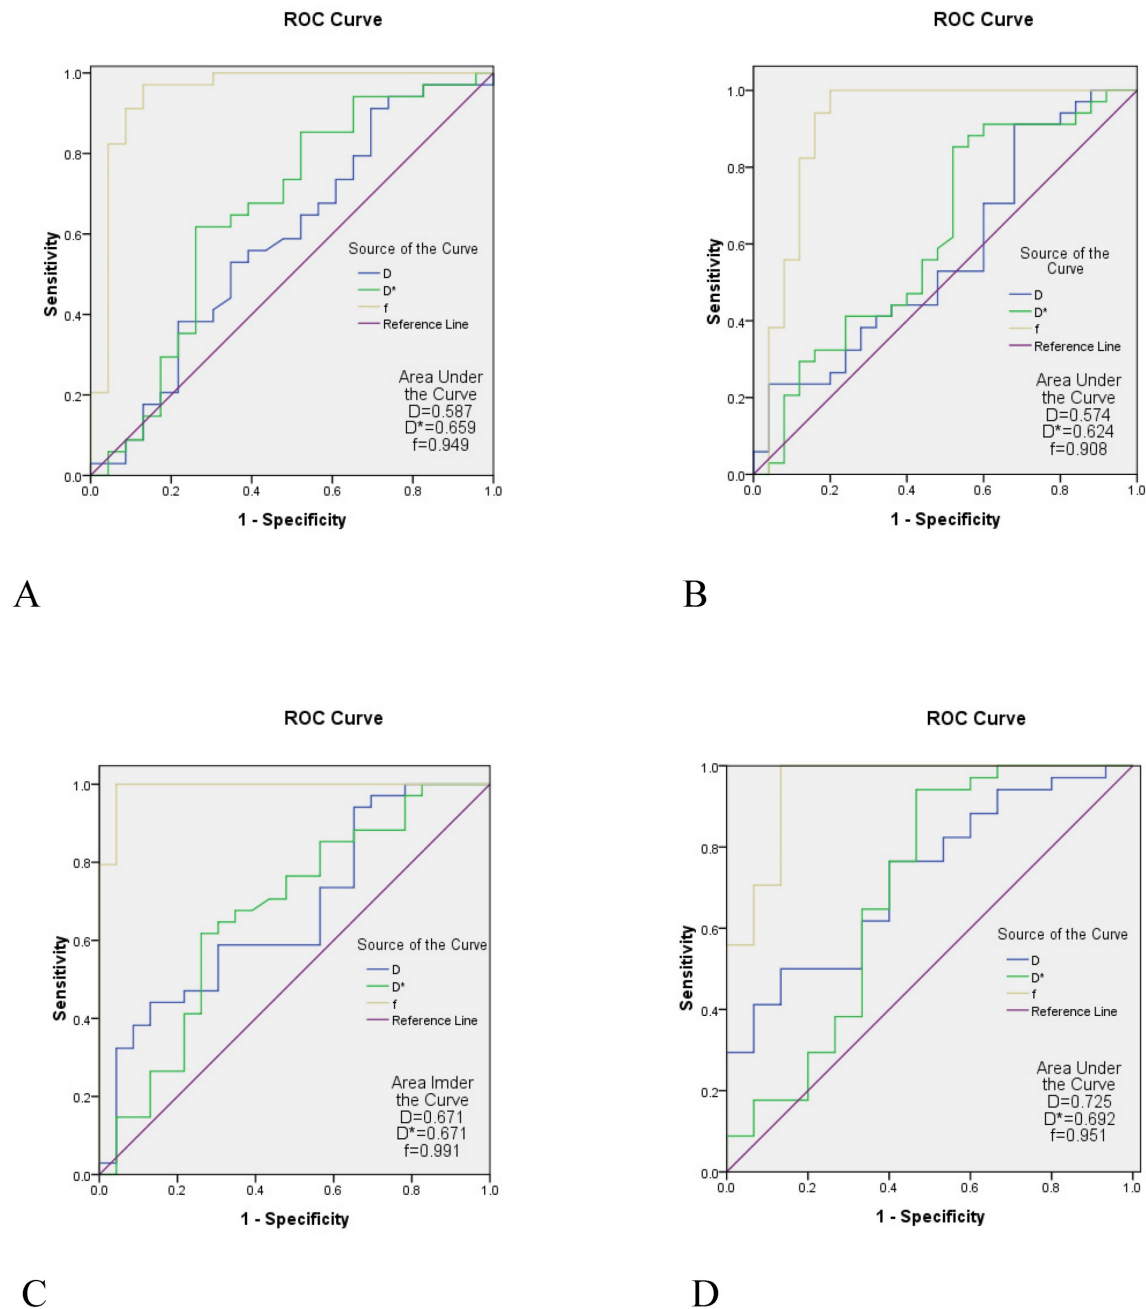 ROC Curve
1.0
0.8
0.6
0.4
0.2
0.0
0.0 0.2 0.4 0.6 0.8 1.0
Sensitivity
1 - Specificity
Source of the Curve
D
D*
f
Reference Line
Area Under
the Curve
D=0.587
D*=0.659
f=0.949
A
ROC Curve
1.0
0.8
0.6
0.4
0.2
0.0
0.0 0.2 0.4 0.6 0.8 1.0
Sensitivity
1 - Specificity
Source of the
Curve
D
D*
f
Reference Line
Area Under
the Curve
D=0.574
D*=0.624
f=0.908
B
ROC Curve
1.0
0.8
0.6
0.4
0.2
0.0
0.0 0.2 0.4 0.6 0.8 1.0
Sensitivity
1 - Specificity
Source of the Curve
D
D*
f
Reference Line
Area Imder
the Curve
D=0.671
D*=0.671
f=0.991
C
ROC Curve
1.0
0.8
0.6
0.4
0.2
0.0
0.0 0.2 0.4 0.6 0.8 1.0
Sensitivity
1 - Specificity
Source of the Curve
D
D*
f
Reference Line
Area Under
the Curve
D=0.725
D*=0.692
f=0.951
D